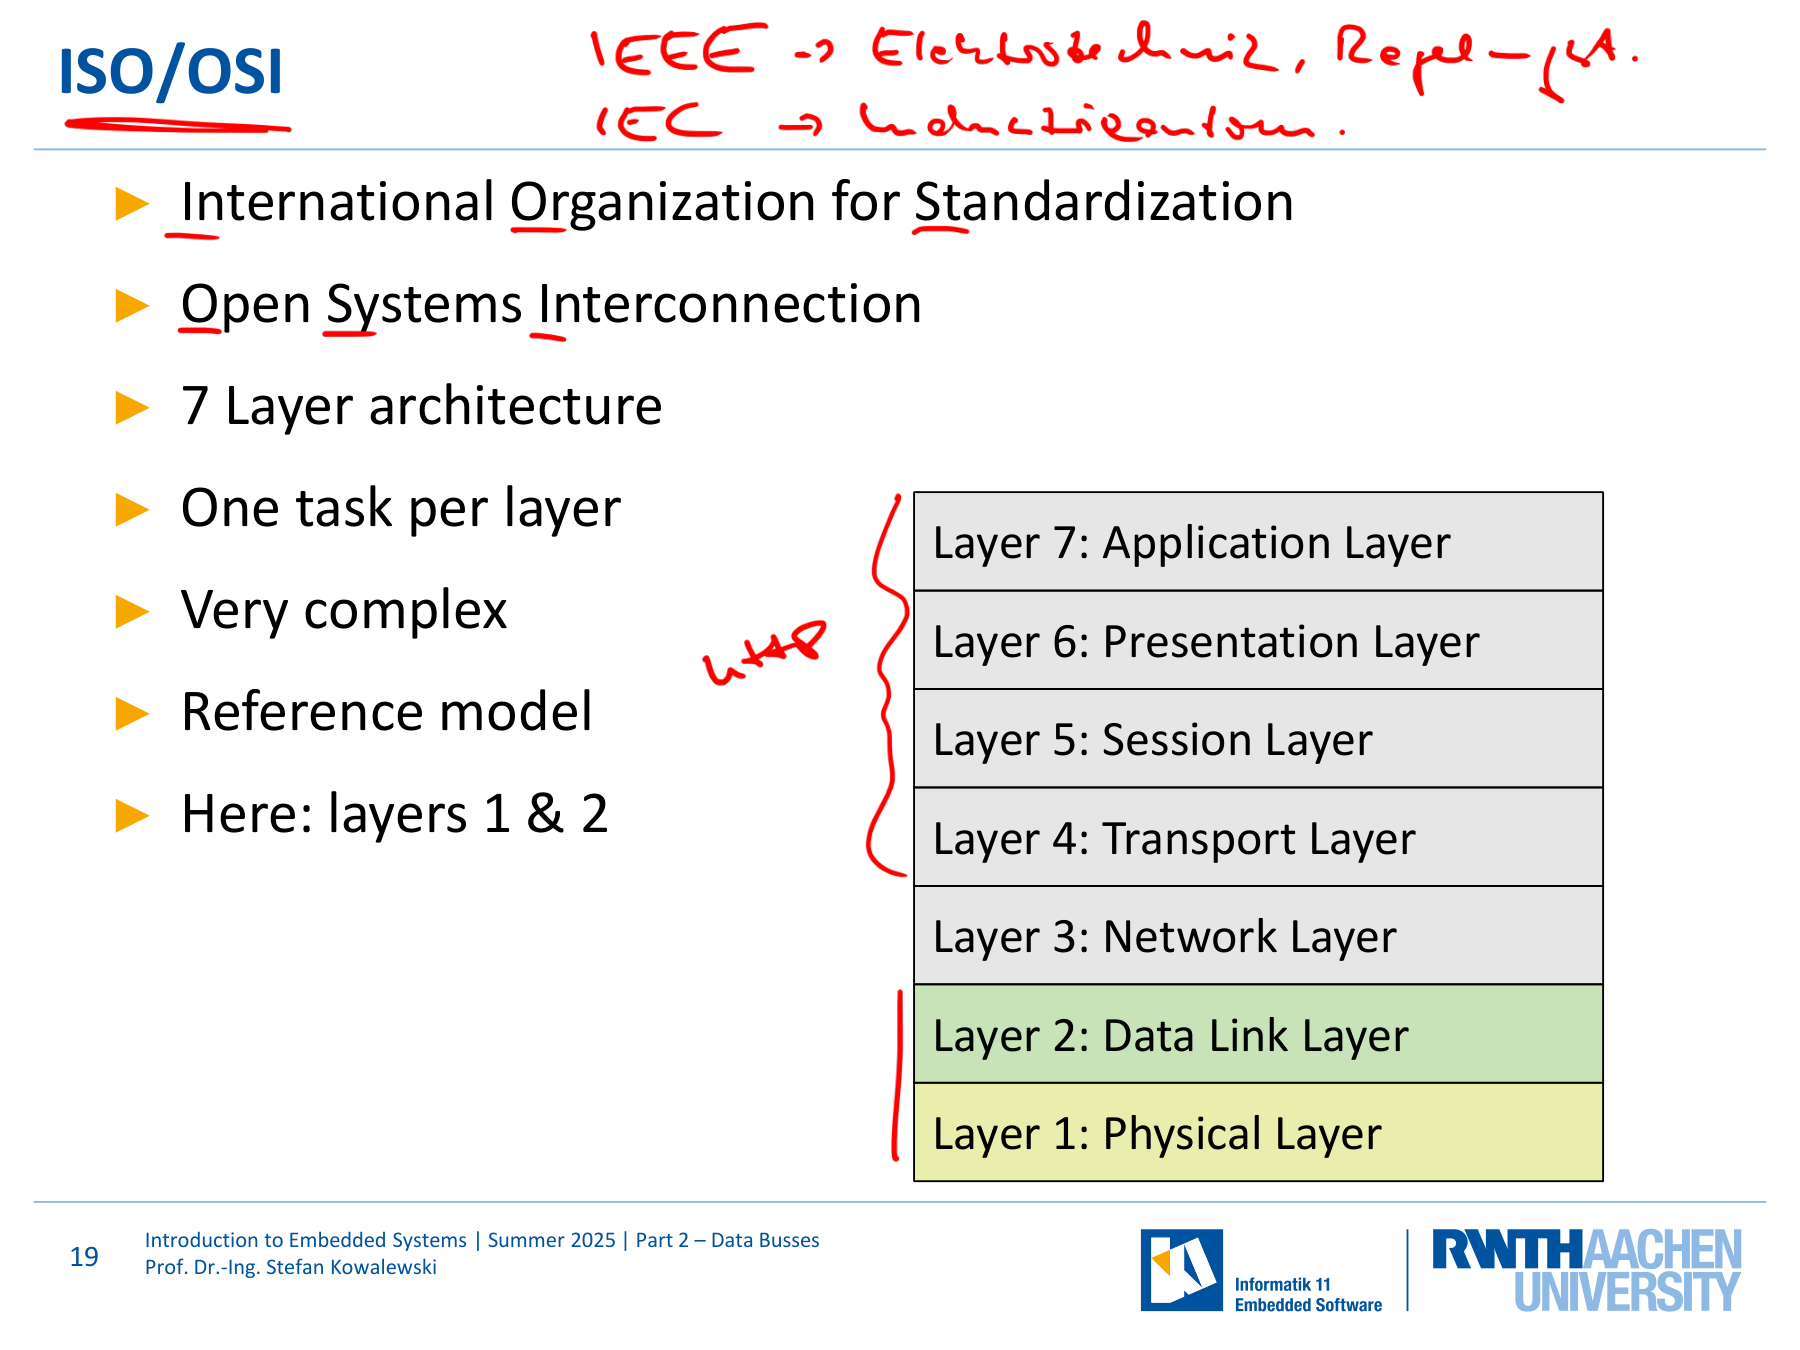 ISO/OSI
IEEE → Elektrotechnik, Regelungst.
IEC → Industrieautom.
► International Organization for Standardization
► Open Systems Interconnection
► 7 Layer architecture
► One task per layer
► Very complex
► Reference model
► Here: layers 1 & 2
http
Layer 7: Application Layer
Layer 6: Presentation Layer
Layer 5: Session Layer
Layer 4: Transport Layer
Layer 3: Network Layer
Layer 2: Data Link Layer
Layer 1: Physical Layer
19
Introduction to Embedded Systems | Summer 2025 | Part 2 – Data Busses
Prof. Dr.-Ing. Stefan Kowalewski
Informatik 11
Embedded Software
RWTH AACHEN
UNIVERSITY